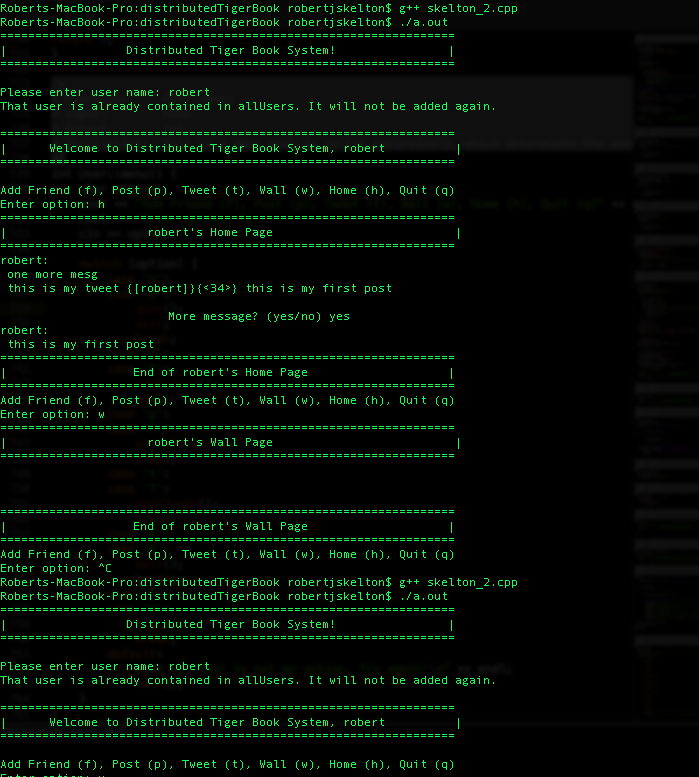 Roberts-MacBook-Pro:distributedTigerBook robertjskelton$ g++ skelton_2.cpp
Roberts-MacBook-Pro:distributedTigerBook robertjskelton$ ./a.out
=================================================================
|                 Distributed Tiger Book System!                |
=================================================================
Please enter user name: robert
That user is already contained in allUsers. It will not be added again.
=================================================================
|      Welcome to Distributed Tiger Book System, robert          |
=================================================================
Add Friend (f), Post (p), Tweet (t), Wall (w), Home (h), Quit (q)
Enter option: h
=================================================================
|                    robert's Home Page                          |
=================================================================
robert:
 one more mesg
 this is my tweet {[robert]}{<34>} this is my first post
                        More message? (yes/no) yes
robert:
 this is my first post
=================================================================
|                  End of robert's Home Page                    |
=================================================================
Add Friend (f), Post (p), Tweet (t), Wall (w), Home (h), Quit (q)
Enter option: w
=================================================================
|                    robert's Wall Page                          |
=================================================================
=================================================================
|                  End of robert's Wall Page                    |
=================================================================
Add Friend (f), Post (p), Tweet (t), Wall (w), Home (h), Quit (q)
Enter option: ^C
Roberts-MacBook-Pro:distributedTigerBook robertjskelton$ g++ skelton_2.cpp
Roberts-MacBook-Pro:distributedTigerBook robertjskelton$ ./a.out
=================================================================
|                 Distributed Tiger Book System!                |
=================================================================
Please enter user name: robert
That user is already contained in allUsers. It will not be added again.
=================================================================
|      Welcome to Distributed Tiger Book System, robert          |
=================================================================
Add Friend (f), Post (p), Tweet (t), Wall (w), Home (h), Quit (q)